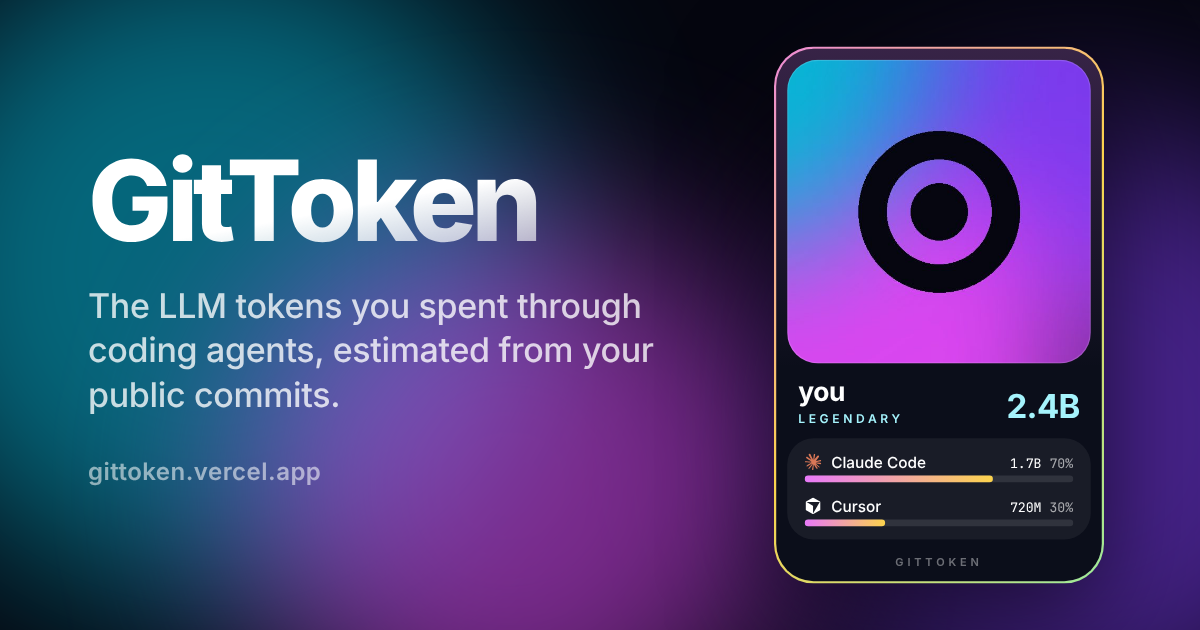 GitToken
The LLM tokens you spent through
coding agents, estimated from your
public commits.
gittoken.vercel.app
you
LEGENDARY
2.4B
Claude Code 1.7B 70%
Cursor 720M 30%
GITTOKEN